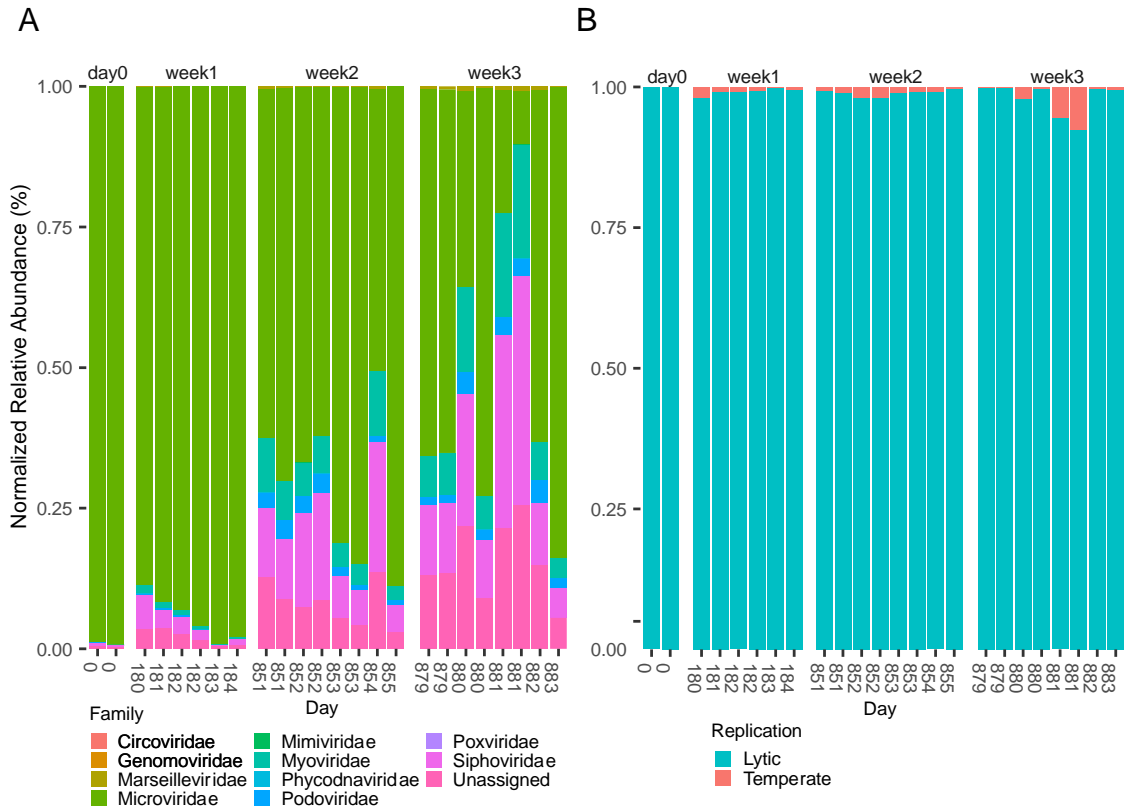 A
B
day0 week1 week2 week3
day0 week1 week2 week3
Normalized Relative Abundance (%)
1.00
0.75
0.50
0.25
0.00
1.00
0.75
0.50
0.25
0.00
0 0 180 181 182 182 183 184 851 851 852 852 853 853 854 855 879 879 880 880 881 881 882 883
0 0 180 181 182 182 183 184 851 851 852 852 853 853 854 855 879 879 880 880 881 881 882 883
Day
Day
Family
Circoviridae
Genomoviridae
Marseilleviridae
Microviridae
Mimiviridae
Myoviridae
Phycodnaviridae
Podoviridae
Poxviridae
Siphoviridae
Unassigned
Replication
Lytic
Temperate